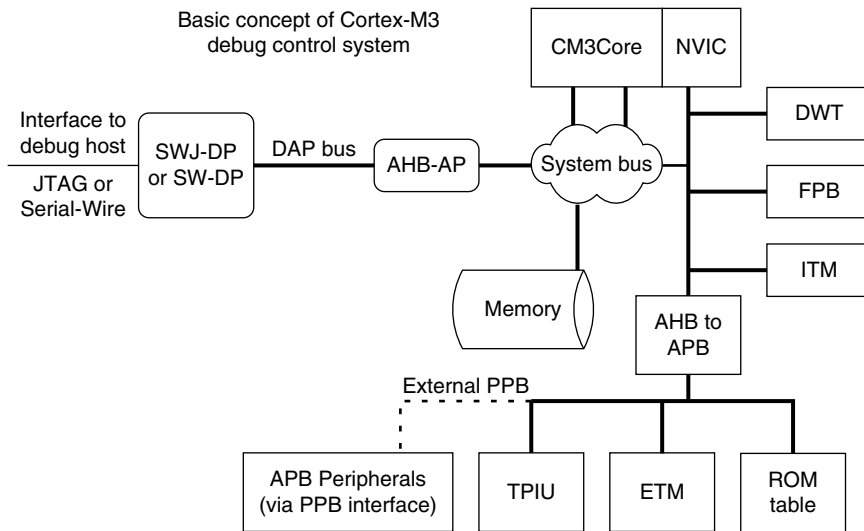 Basic concept of Cortex-M3
debug control system
CM3Core
NVIC
DWT
Interface to
debug host
JTAG or
Serial-Wire
SWJ-DP
or SW-DP
DAP bus
AHB-AP
System bus
FPB
ITM
Memory
AHB to
APB
External PPB
APB Peripherals
(via PPB interface)
TPIU
ETM
ROM
table